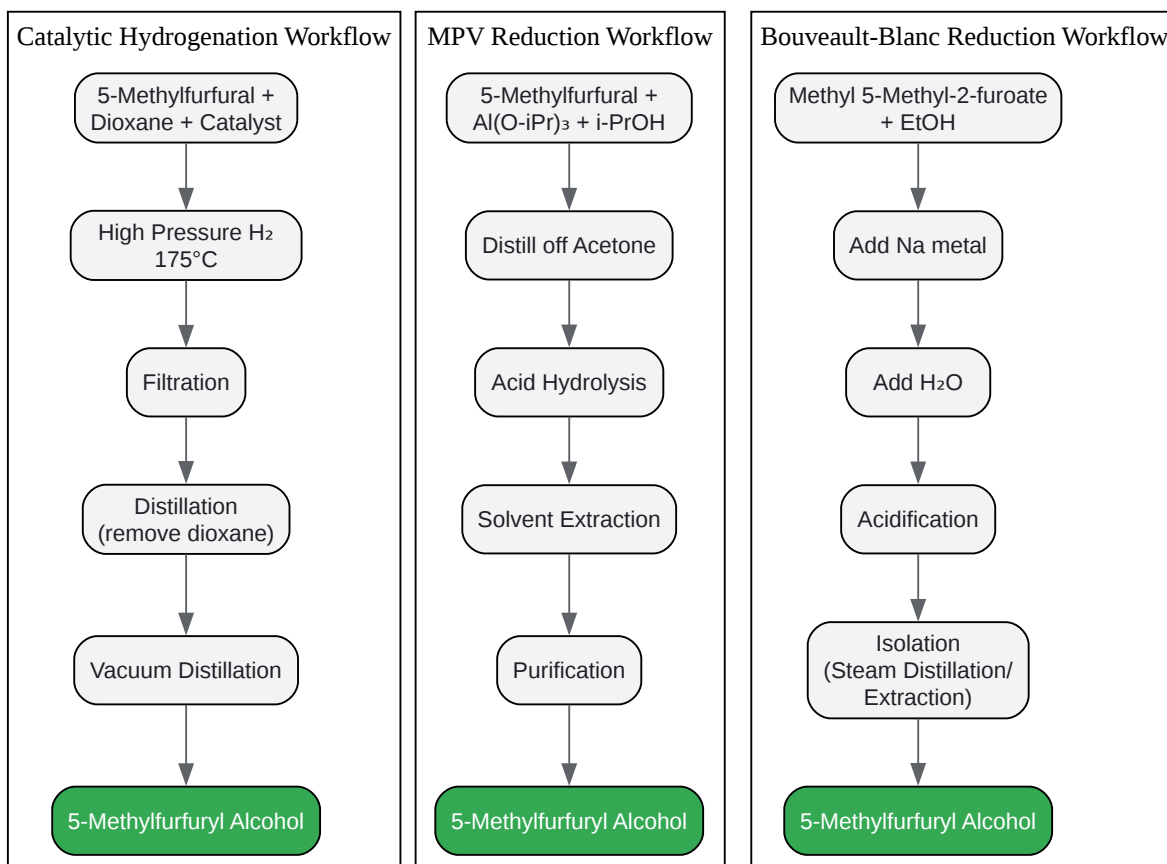 Catalytic Hydrogenation Workflow
5-Methylfurfural +
Dioxane + Catalyst
High Pressure H₂
175°C
Filtration
Distillation
(remove dioxane)
Vacuum Distillation
5-Methylfurfuryl Alcohol
MPV Reduction Workflow
5-Methylfurfural +
Al(O-iPr)₃ + i-PrOH
Distill off Acetone
Acid Hydrolysis
Solvent Extraction
Purification
5-Methylfurfuryl Alcohol
Bouveault-Blanc Reduction Workflow
Methyl 5-Methyl-2-furoate
+ EtOH
Add Na metal
Add H₂O
Acidification
Isolation
(Steam Distillation/
Extraction)
5-Methylfurfuryl Alcohol